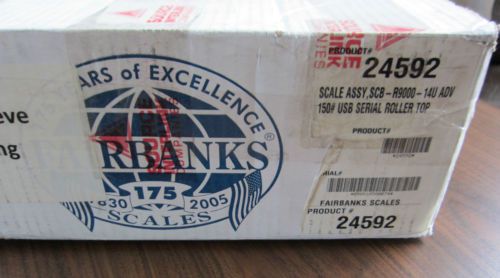 ARS of EXCELLENCE
eve
ng
RBANKS
®
175
830
2005
SCALES
PRODUCT#
24592
SCALE ASSY,SCB-R9000-14U ADV
150# USB SERIAL ROLLER TOP
PRODUCT#
*24592*
RIAL#
FAIRBANKS SCALES
PRODUCT #
24592